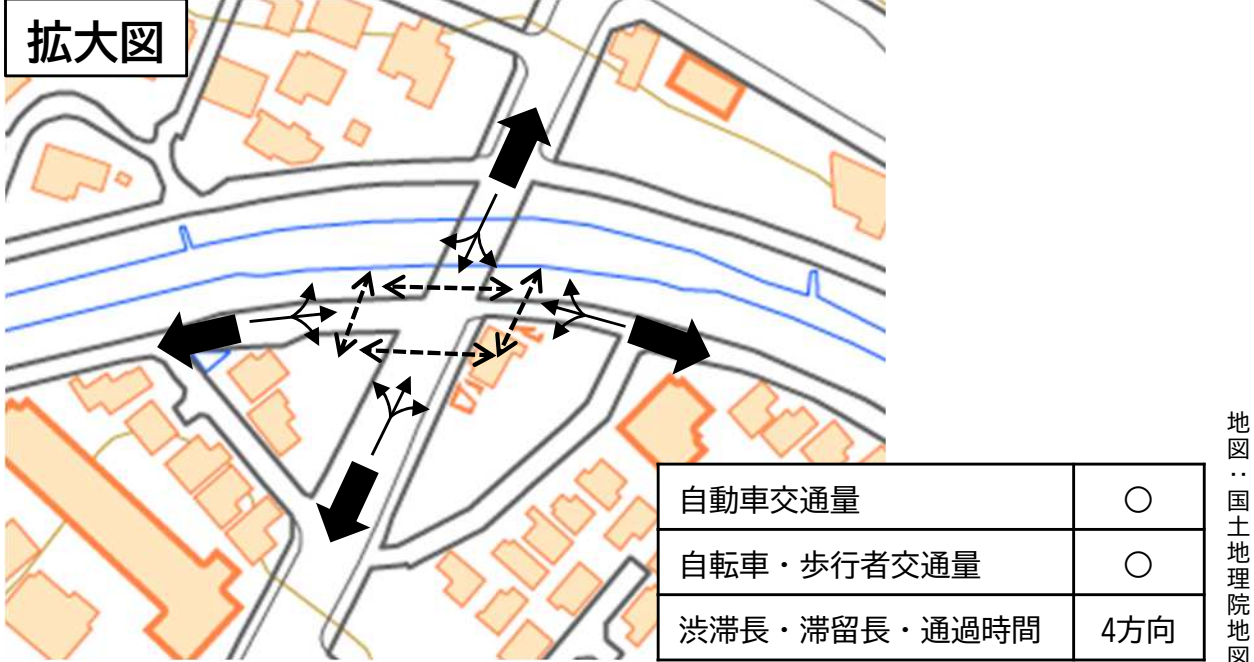 拡大図
自動車交通量 ○
自転車・歩行者交通量 ○
渋滞長・滞留長・通過時間 4方向
地図：国土地理院地図